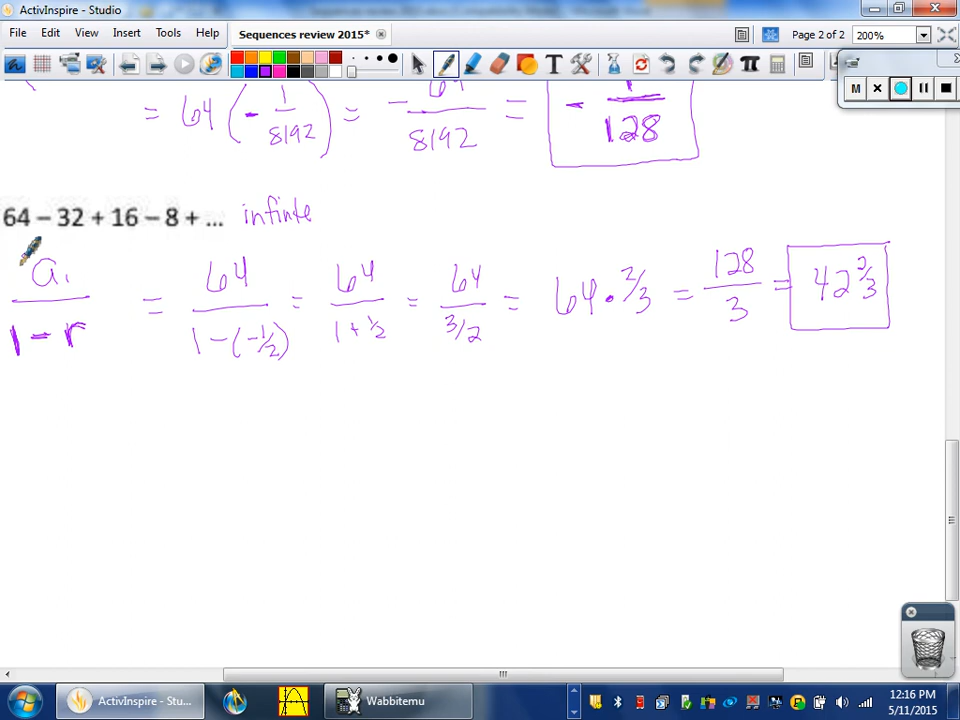 ActivInspire - Studio
File Edit View Insert Tools Help Sequences review 2015* Page 2 of 2 200%
M
= 64 (- 1/8192) = - 64/8192 = - 1/128
64 – 32 + 16 – 8 + ... infinite
a₁/1 - r = 64/1 - (-1/2) = 64/1 + 1/2 = 64/3/2 = 64 · 2/3 = 128/3 = 42 2/3
ActivInspire - Stu... Wabbitemu 12:16 PM
5/11/2015